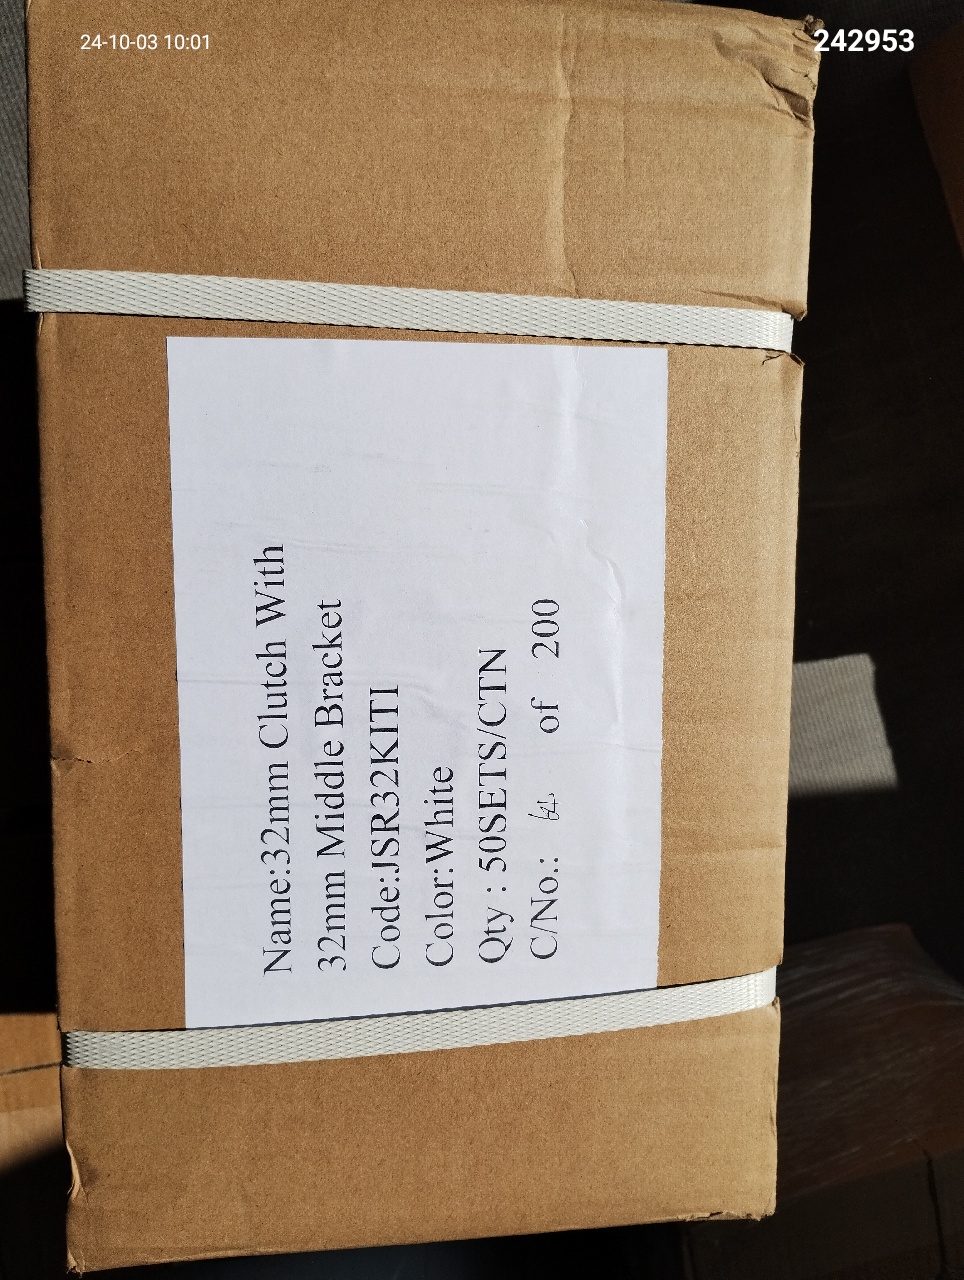 24-10-03 10:01
242953
Name:32mm Clutch With
32mm Middle Bracket
Code:JSR32KITI
Color:White
Qty : 50SETS/CTN
C/No.: of 200